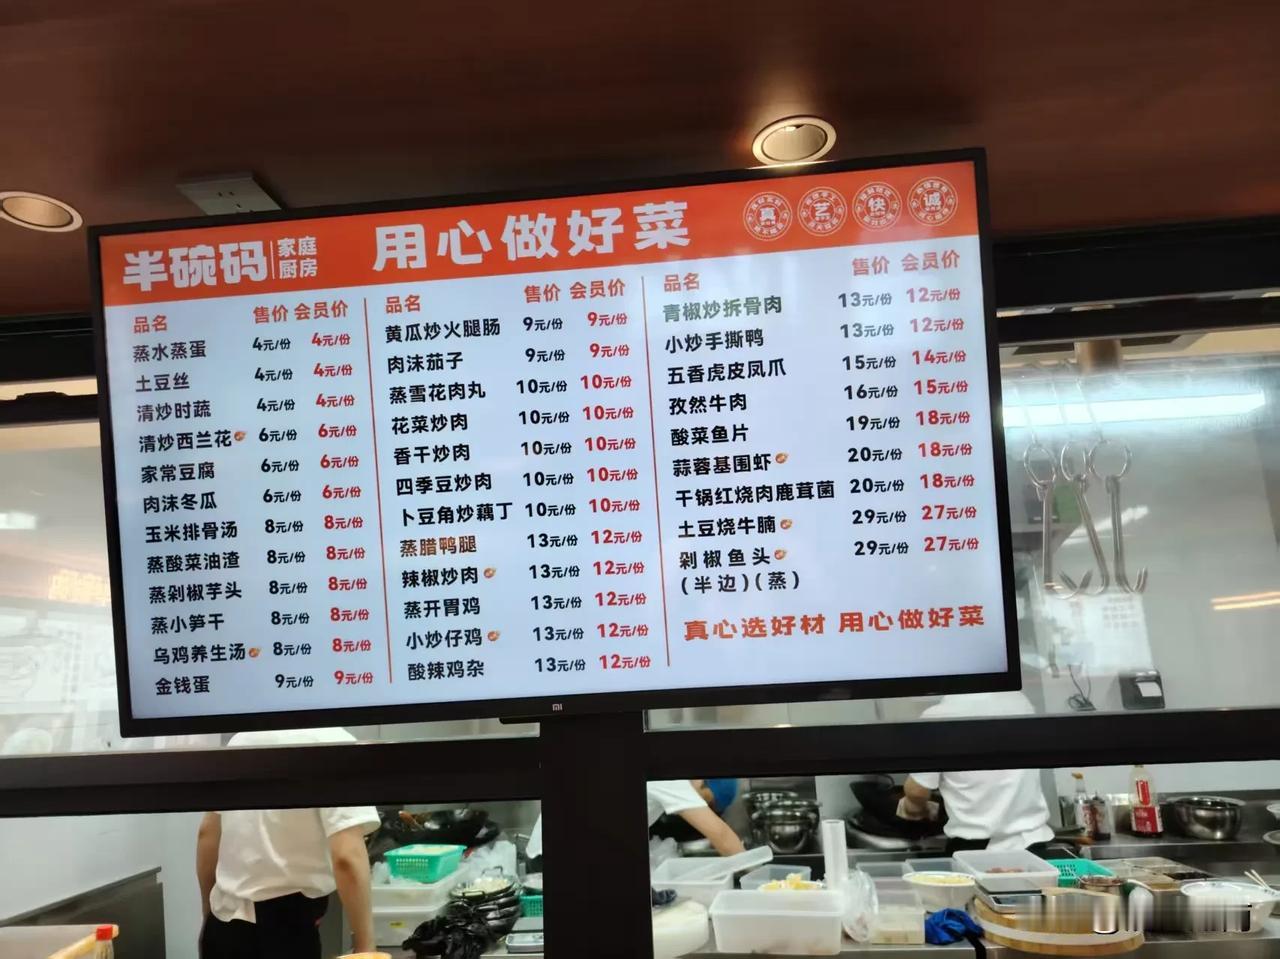 半碗码 家庭厨房 用心做好菜 真 艺 快 诚
品名 售价 会员价
蒸水蒸蛋 4元/份 4元/份
土豆丝 4元/份 4元/份
清炒时蔬 4元/份 4元/份
清炒西兰花 6元/份 6元/份
家常豆腐 6元/份 6元/份
肉沫冬瓜 6元/份 6元/份
玉米排骨汤 8元/份 8元/份
蒸酸菜油渣 8元/份 8元/份
蒸剁椒芋头 8元/份 8元/份
蒸小笋干 8元/份 8元/份
乌鸡养生汤 8元/份 8元/份
金钱蛋 9元/份 9元/份
品名 售价 会员价
黄瓜炒火腿肠 9元/份 9元/份
肉沫茄子 9元/份 9元/份
蒸雪花肉丸 10元/份 10元/份
花菜炒肉 10元/份 10元/份
香干炒肉 10元/份 10元/份
四季豆炒肉 10元/份 10元/份
卜豆角炒藕丁 10元/份 10元/份
蒸腊鸭腿 13元/份 12元/份
辣椒炒肉 13元/份 12元/份
蒸开胃鸡 13元/份 12元/份
小炒仔鸡 13元/份 12元/份
酸辣鸡杂 13元/份 12元/份
品名 售价 会员价
青椒炒拆骨肉 13元/份 12元/份
小炒手撕鸭 13元/份 12元/份
五香虎皮凤爪 15元/份 14元/份
孜然牛肉 16元/份 15元/份
酸菜鱼片 19元/份 18元/份
蒜蓉基围虾 20元/份 18元/份
干锅红烧肉鹿茸菌 20元/份 18元/份
土豆烧牛腩 29元/份 27元/份
剁椒鱼头 29元/份 27元/份
(半边)(蒸)
真心选好材 用心做好菜
mi